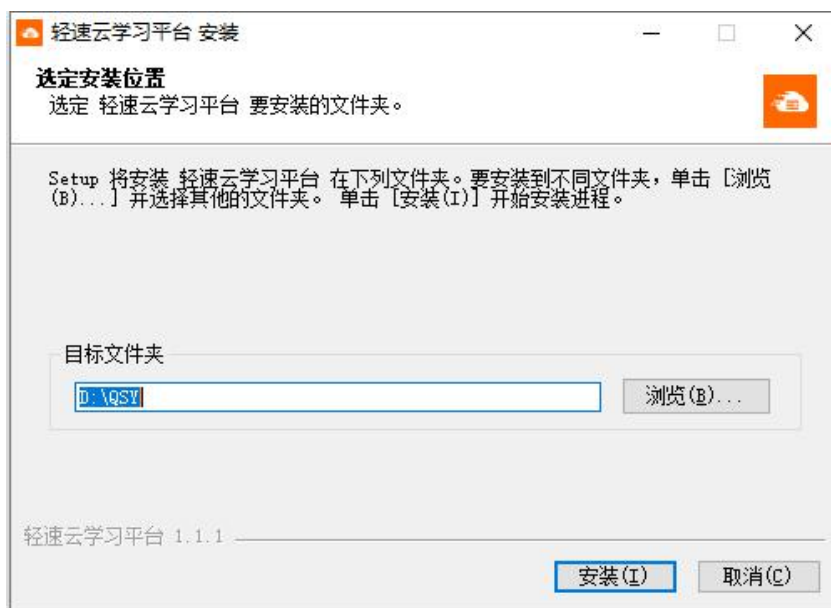 轻速云学习平台 安装
选定安装位置
选定 轻速云学习平台 要安装的文件夹。
Setup 将安装 轻速云学习平台 在下列文件夹。要安装到不同文件夹，单击 [浏览
(B)...] 并选择其他的文件夹。 单击 [安装(I)] 开始安装进程。
目标文件夹
D:\QSY
浏览(B)...
轻速云学习平台 1.1.1
安装(I)
取消(C)